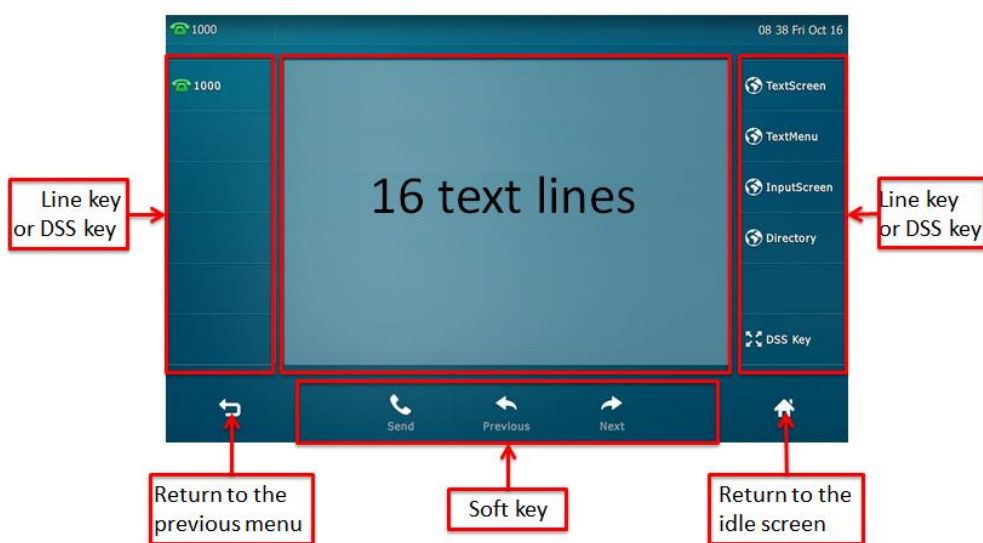 1000
08 38 Fri Oct 16
1000
TextScreen
TextMenu
16 text lines
InputScreen
Line key
or DSS key
Line key
or DSS key
Directory
DSS Key
Send
Previous
Next
Return to the
previous menu
Soft key
Return to the
idle screen